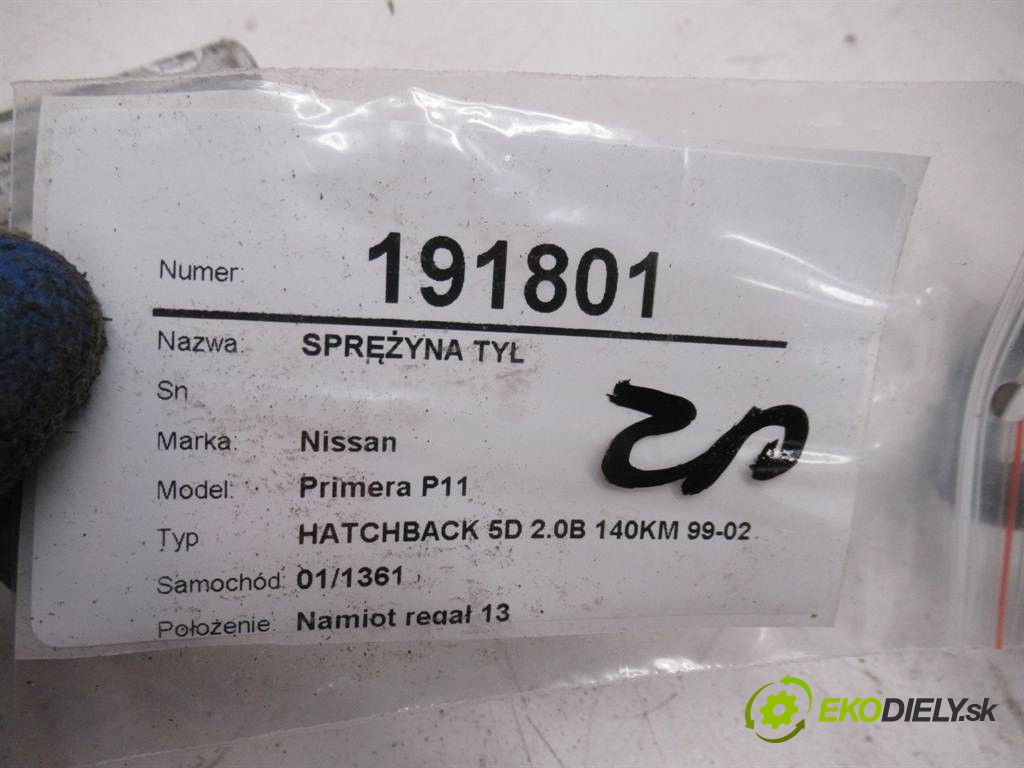 Numer: 191801
Nazwa: SPRĘŻYNA TYŁ
Sn
Marka: Nissan
Model: Primera P11
Typ HATCHBACK 5D 2.0B 140KM 99-02
Samochód: 01/1361
Położenie: Namiot regał 13
EKODIELY.sk